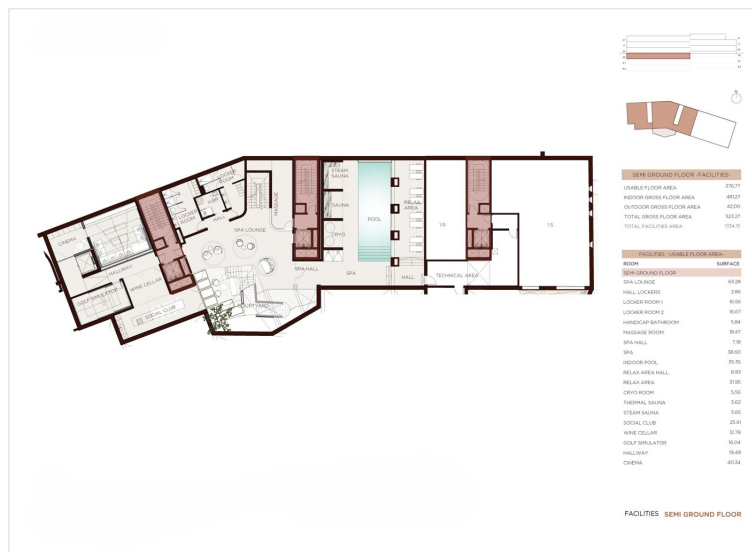 N
SEMI GROUND FLOOR -FACILITIES-
USABLE FLOOR AREA 376,77
INDOOR GROSS FLOOR AREA 481,27
OUTDOOR GROSS FLOOR AREA 42,00
TOTAL GROSS FLOOR AREA 523,27
TOTAL FACILITIES AREA
FACILITIES -USABLE FLOOR AREA-
ROOM SURFACE
SEMI GROUND FLOOR
SPA LOUNGE 63,28
HALL LOCKERS 2,86
LOCKER ROOM 1 16,56
LOCKER ROOM 2 16,67
HANDICAP BATHROOM 5,84
MASSAGE ROOM 18,47
SPA HALL 7,18
SPA 38,60
INDOOR POOL 35,35
RELAX AREA HALL 8,93
RELAX AREA 31,95
CRYO ROOM 5,56
THERMAL SAUNA 5,62
STEAM SAUNA 5,65
SOCIAL CLUB 25,61
WINE CELLAR 12,78
GOLF SIMULATOR 16,04
HALLWAY 19,49
CINEMA 40,34
FACILITIES SEMI GROUND FLOOR
LOCKER
ROOM
LOCKER
ROOM
HALL
MASSAGE
STEAM
SAUNA
SAUNA
CRYO
POOL
RELAX
AREA
SPA LOUNGE
SPA HALL
SPA
HALL
TECHNICAL AREA
1.8
1.5
CINEMA
HALLWAY
GOLF SIMULATOR
WINE CELLAR
SOCIAL CLUB
COURTYARD